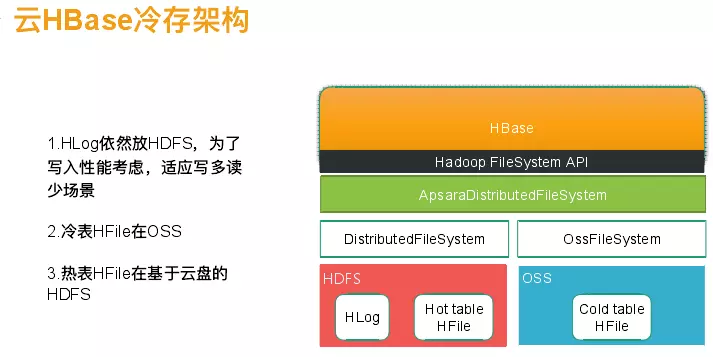 云HBase冷存架构
1.HLog依然放HDFS，为了
写入性能考虑，适应写多读
少场景
2.冷表HFile在OSS
3.热表HFile在基于云盘的
HDFS
HBase
Hadoop FileSystem API
ApsaraDistributedFileSystem
DistributedFileSystem
OssFileSystem
HDFS
HLog
Hot table
HFile
OSS
Cold table
HFile